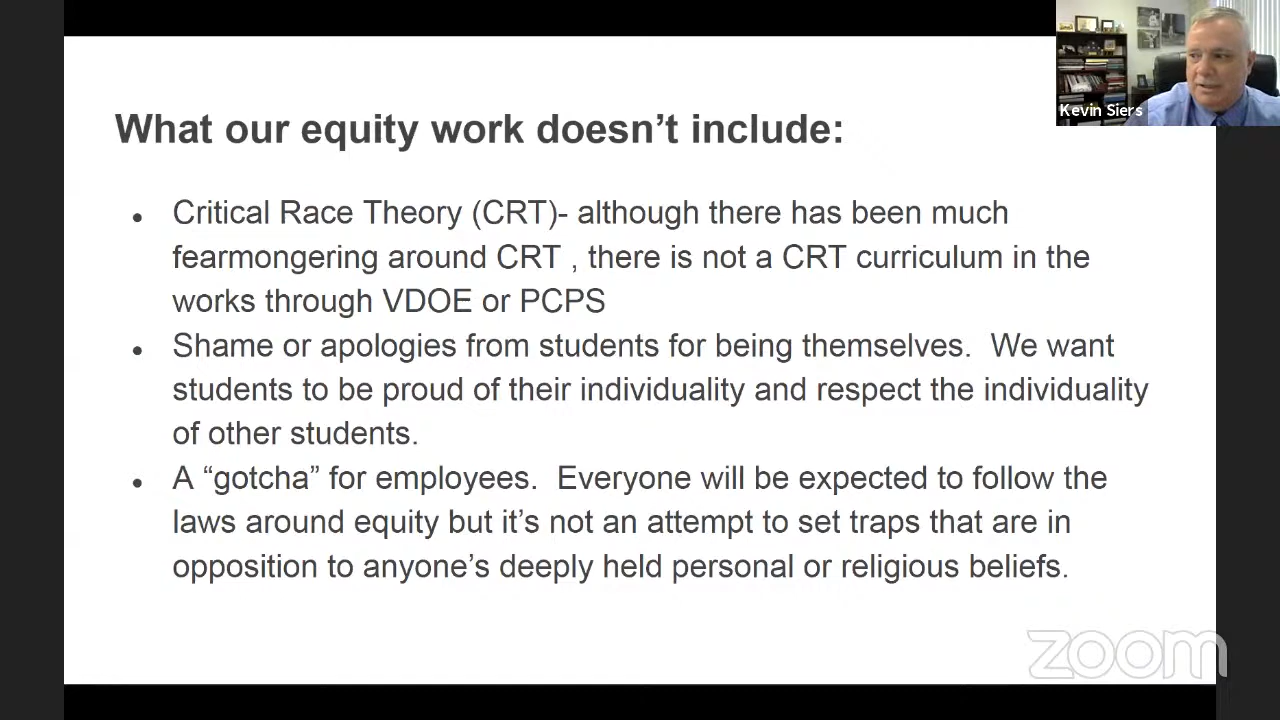 Kevin Siers
What our equity work doesn’t include:
● Critical Race Theory (CRT)- although there has been much
fearmongering around CRT , there is not a CRT curriculum in the
works through VDOE or PCPS
● Shame or apologies from students for being themselves.  We want
students to be proud of their individuality and respect the individuality
of other students.
● A “gotcha” for employees.  Everyone will be expected to follow the
laws around equity but it’s not an attempt to set traps that are in
opposition to anyone’s deeply held personal or religious beliefs.
zoom